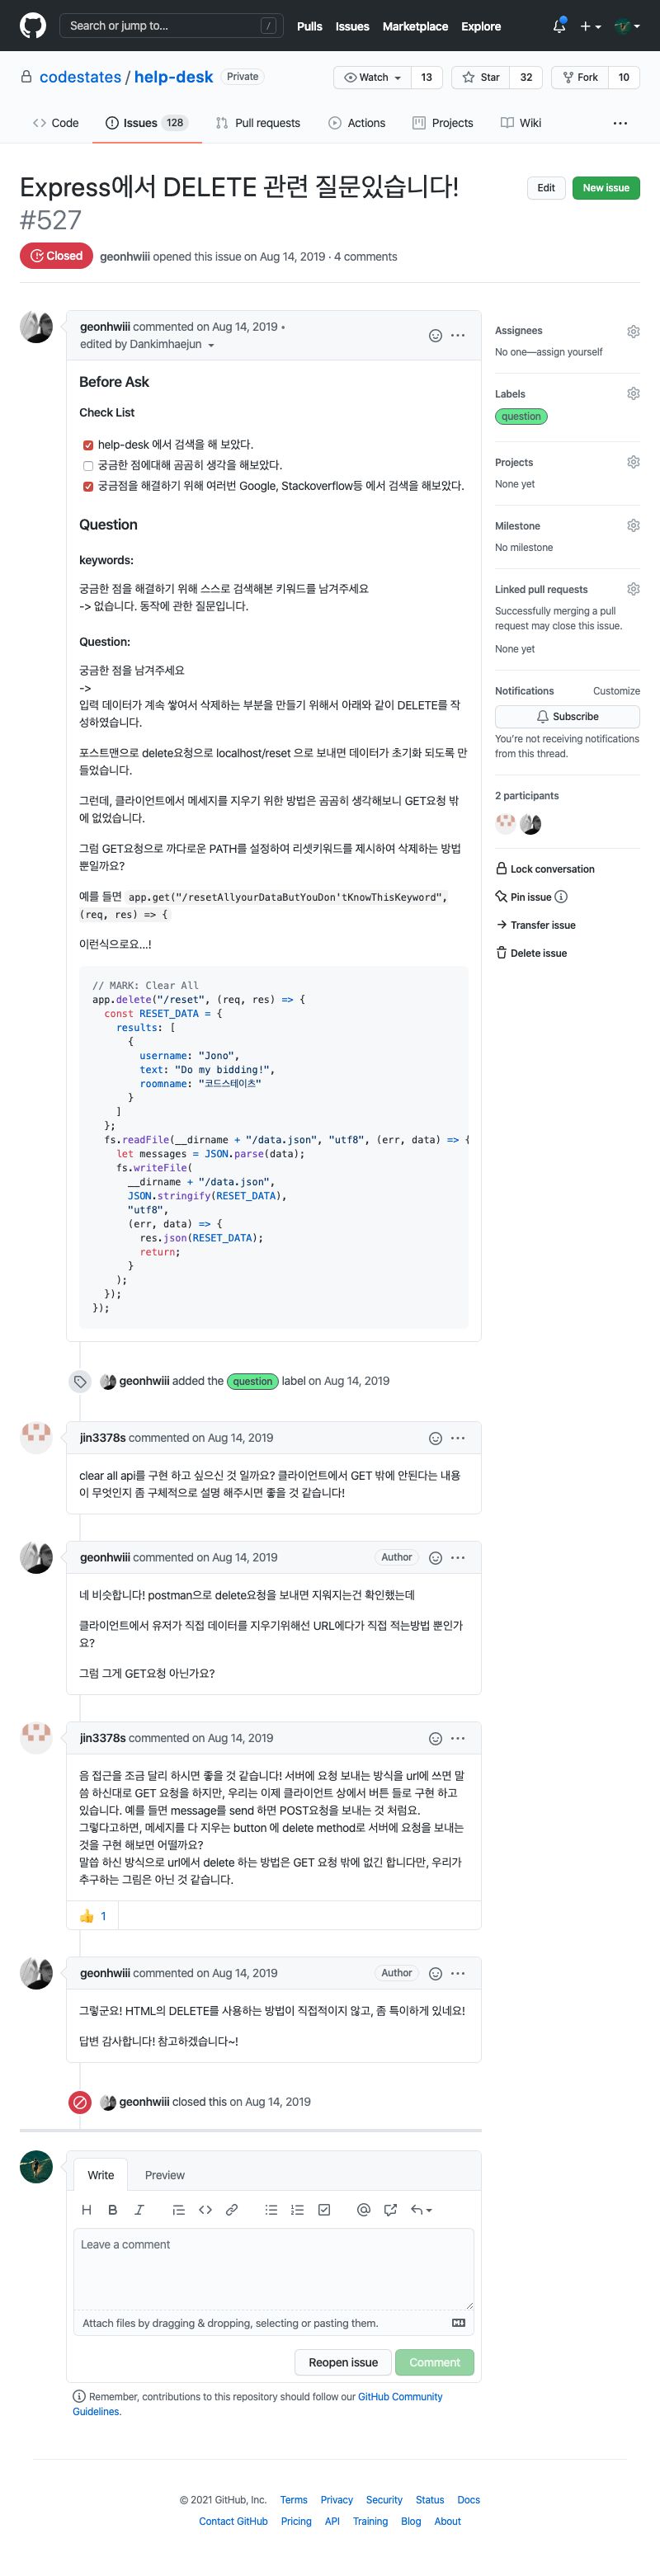 Search or jump to... /
Pulls Issues Marketplace Explore
codestates / help-desk Private
Watch 13 Star 32 Fork 10
Code Issues 128 Pull requests Actions Projects Wiki ...
Express에서 DELETE 관련 질문있습니다!
#527
Edit New issue
Closed geonhwiii opened this issue on Aug 14, 2019 · 4 comments
geonhwiii commented on Aug 14, 2019 •
edited by Dankimhaejun
Before Ask
Check List
help-desk 에서 검색을 해 보았다.
궁금한 점에대해 곰곰히 생각을 해보았다.
궁금점을 해결하기 위해 여러번 Google, Stackoverflow등 에서 검색을 해보았다.
Question
keywords:
궁금한 점을 해결하기 위해 스스로 검색해본 키워드를 남겨주세요
-> 없습니다. 동작에 관한 질문입니다.
Question:
궁금한 점을 남겨주세요
->
입력 데이터가 계속 쌓여서 삭제하는 부분을 만들기 위해서 아래와 같이 DELETE를 작
성하였습니다.
포스트맨으로 delete요청으로 localhost/reset 으로 보내면 데이터가 초기화 되도록 만
들었습니다.
그런데, 클라이언트에서 메세지를 지우기 위한 방법은 곰곰히 생각해보니 GET요청 밖
에 없었습니다.
그럼 GET요청으로 까다로운 PATH를 설정하여 리셋키워드를 제시하여 삭제하는 방법
뿐일까요?
예를 들면 app.get("/resetAllyourDataButYouDon'tKnowThisKeyword",
(req, res) => {
이런식으로요...!
// MARK: Clear All
app.delete("/reset", (req, res) => {
const RESET_DATA = {
results: [
{
username: "Jono",
text: "Do my bidding!",
roomname: "코드스테이츠"
}
]
};
fs.readFile(__dirname + "/data.json", "utf8", (err, data) => {
let messages = JSON.parse(data);
fs.writeFile(
__dirname + "/data.json",
JSON.stringify(RESET_DATA),
"utf8",
(err, data) => {
res.json(RESET_DATA);
return;
}
);
});
});
Assignees
No one—assign yourself
Labels
question
Projects
None yet
Milestone
No milestone
Linked pull requests
Successfully merging a pull
request may close this issue.
None yet
Notifications Customize
Subscribe
You're not receiving notifications
from this thread.
2 participants
Lock conversation
Pin issue
Transfer issue
Delete issue
geonhwiii added the question label on Aug 14, 2019
jin3378s commented on Aug 14, 2019
clear all api를 구현 하고 싶으신 것 일까요? 클라이언트에서 GET 밖에 안된다는 내용
이 무엇인지 좀 구체적으로 설명 해주시면 좋을 것 같습니다!
geonhwiii commented on Aug 14, 2019 Author
네 비슷합니다! postman으로 delete요청을 보내면 지워지는건 확인했는데
클라이언트에서 유저가 직접 데이터를 지우기위해선 URL에다가 직접 적는방법 뿐인가
요?
그럼 그게 GET요청 아닌가요?
jin3378s commented on Aug 14, 2019
음 접근을 조금 달리 하시면 좋을 것 같습니다! 서버에 요청 보내는 방식을 url에 쓰면 말
씀 하신대로 GET 요청을 하지만, 우리는 이제 클라이언트 상에서 버튼 들로 구현 하고
있습니다. 예를 들면 message를 send 하면 POST요청을 보내는 것 처럼요.
그렇다고하면, 메세지를 다 지우는 button 에 delete method로 서버에 요청을 보내는
것을 구현 해보면 어떨까요?
말씀 하신 방식으로 url에서 delete 하는 방법은 GET 요청 밖에 없긴 합니다만, 우리가
추구하는 그림은 아닌 것 같습니다.
👍 1
geonhwiii commented on Aug 14, 2019 Author
그렇군요! HTML의 DELETE를 사용하는 방법이 직접적이지 않고, 좀 특이하게 있네요!
답변 감사합니다! 참고하겠습니다~!
geonhwiii closed this on Aug 14, 2019
Write Preview
Leave a comment
Attach files by dragging & dropping, selecting or pasting them.
Reopen issue Comment
Remember, contributions to this repository should follow our GitHub Community
Guidelines.
© 2021 GitHub, Inc. Terms Privacy Security Status Docs
Contact GitHub Pricing API Training Blog About